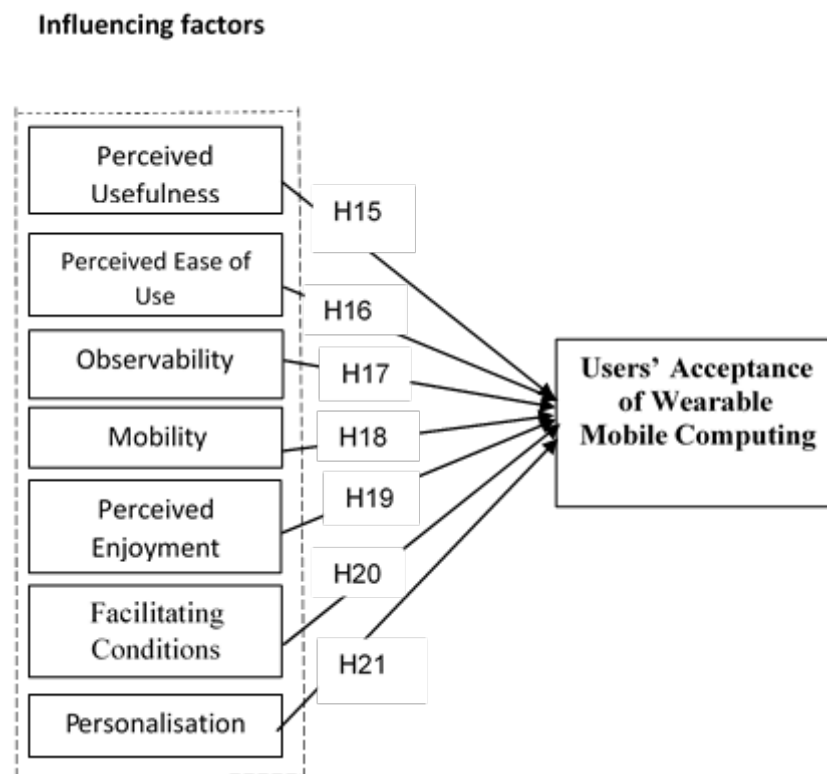 Influencing factors
Perceived
Usefulness
H15
Perceived Ease of
Use
H16
Observability
H17
Mobility
H18
Perceived
Enjoyment
H19
Facilitating
Conditions
H20
Personalisation
H21
Users’ Acceptance
of Wearable
Mobile Computing